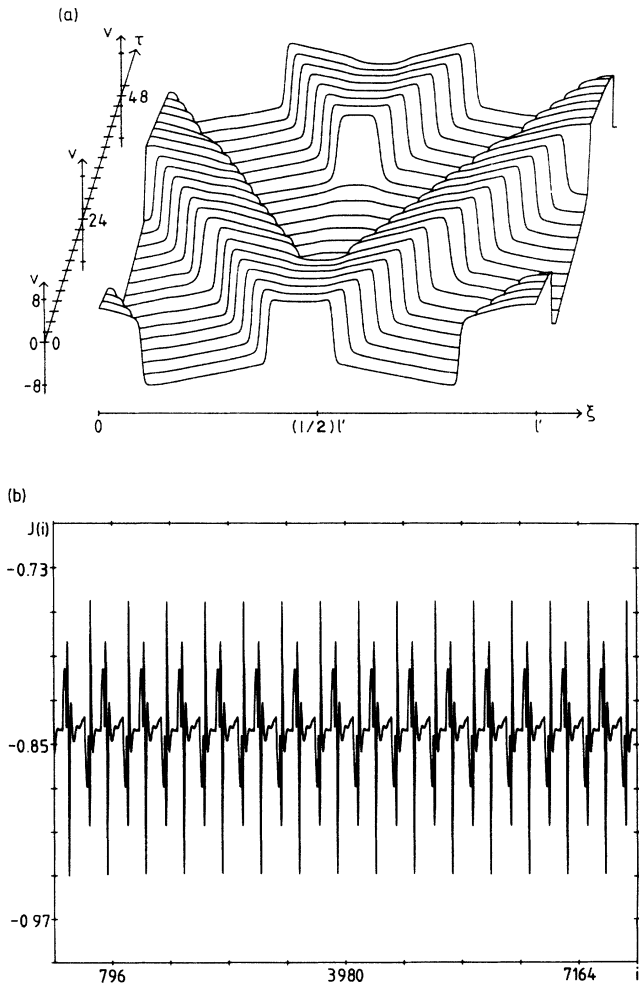 (a)
v τ
48
v
24
v
8
0 0
-8
0 (1/2)l' l' ξ
(b)
J(i)
-0.73
-0.85
-0 97
796 3980 7164 i